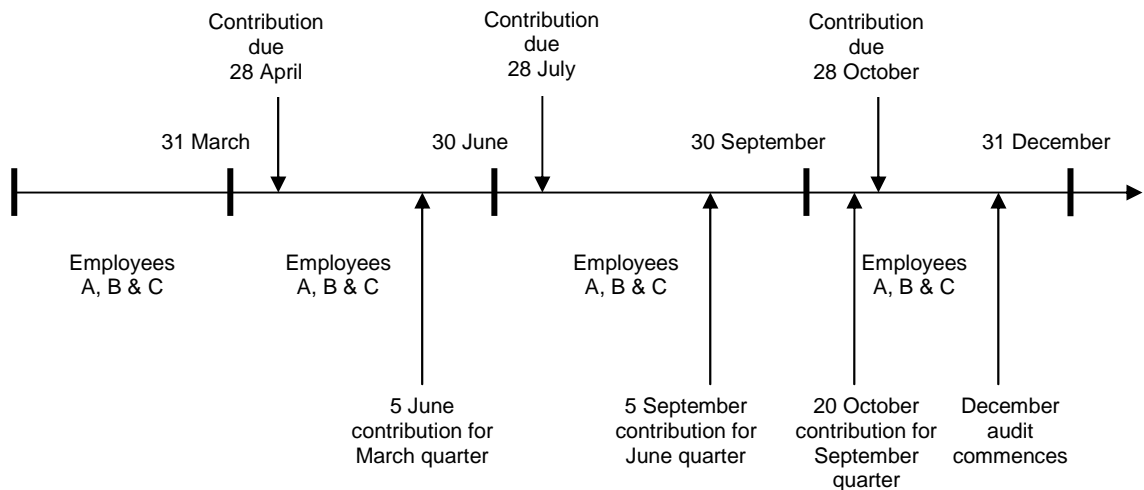 Contribution
due
28 April
Contribution
due
28 July
Contribution
due
28 October
31 March
30 June
30 September
31 December
Employees
A, B & C
Employees
A, B & C
Employees
A, B & C
Employees
A, B & C
5 June
contribution for
March quarter
5 September
contribution for
June quarter
20 October
contribution for
September
quarter
December
audit
commences